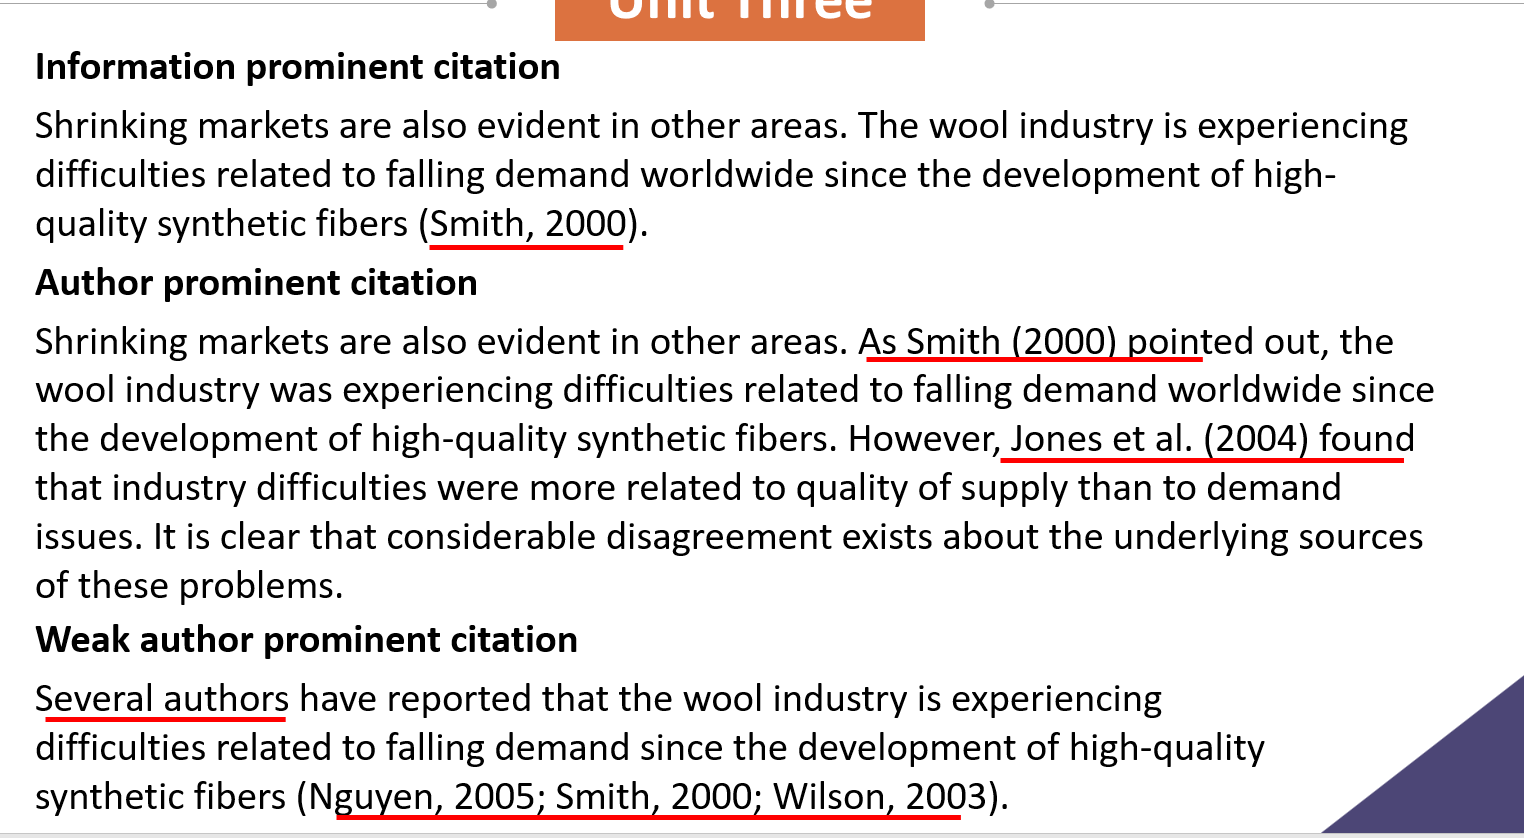 Unit Three
Information prominent citation
Shrinking markets are also evident in other areas. The wool industry is experiencing
difficulties related to falling demand worldwide since the development of high-
quality synthetic fibers (Smith, 2000).
Author prominent citation
Shrinking markets are also evident in other areas. As Smith (2000) pointed out, the
wool industry was experiencing difficulties related to falling demand worldwide since
the development of high-quality synthetic fibers. However, Jones et al. (2004) found
that industry difficulties were more related to quality of supply than to demand
issues. It is clear that considerable disagreement exists about the underlying sources
of these problems.
Weak author prominent citation
Several authors have reported that the wool industry is experiencing
difficulties related to falling demand since the development of high-quality
synthetic fibers (Nguyen, 2005; Smith, 2000; Wilson, 2003).